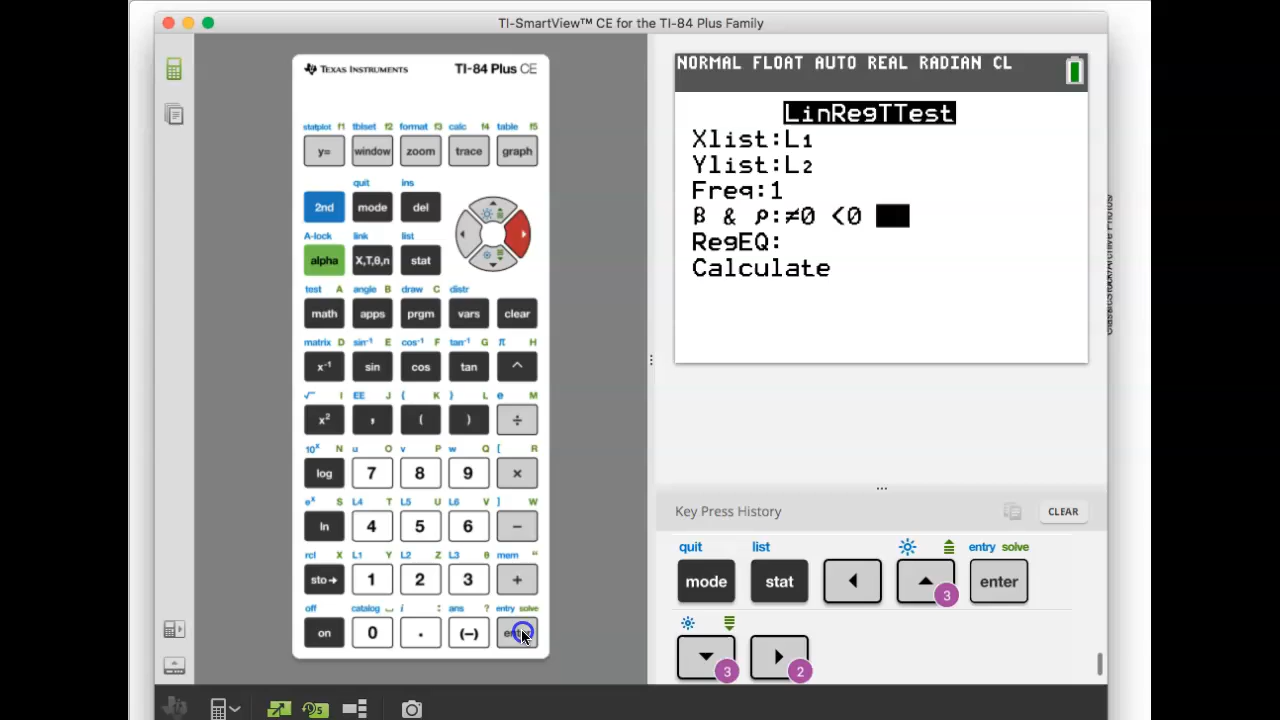 TI-SmartView™ CE for the TI-84 Plus Family
TEXAS INSTRUMENTS
TI-84 Plus CE
statplot f1 tblset f2 format f3 calc f4 table f5
y= window zoom trace graph
quit ins
2nd mode del
A-lock link list
alpha X,T,θ,n stat
test A angle B draw C distr
math apps prgm vars clear
matrix D sin⁻¹ E cos⁻¹ F tan⁻¹ G π H
x⁻¹ sin cos tan ^
√ I EE J { K } L e M
x² , ( ) ÷
10ˣ N u O v P w Q [ R
log 7 8 9 ×
eˣ S L4 T L5 U L6 V ] W
ln 4 5 6 −
rcl X L1 Y L2 Z L3 θ mem "
sto→ 1 2 3 +
off catalog ⎵ i : ans ? entry solve
on 0 . (−)
NORMAL FLOAT AUTO REAL RADIAN CL
LinRegTTest
Xlist:L₁
Ylist:L₂
Freq:1
β & ρ:≠0 <0
RegEQ:
Calculate
ClassicStock/Archive Photos/
Key Press History
CLEAR
quit list entry solve
mode stat enter
3
3 2
5